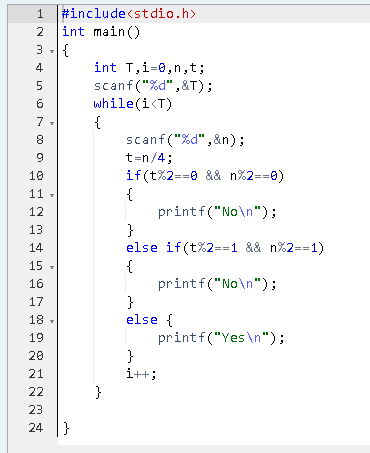 1 #include<stdio.h>
2 int main()
3 {
4 int T,i=0,n,t;
5 scanf("%d",&T);
6 while(i<T)
7 {
8 scanf("%d",&n);
9 t=n/4;
10 if(t%2==0 && n%2==0)
11 {
12 printf("No\n");
13 }
14 else if(t%2==1 && n%2==1)
15 {
16 printf("No\n");
17 }
18 else {
19 printf("Yes\n");
20 }
21 i++;
22 }
23
24 }